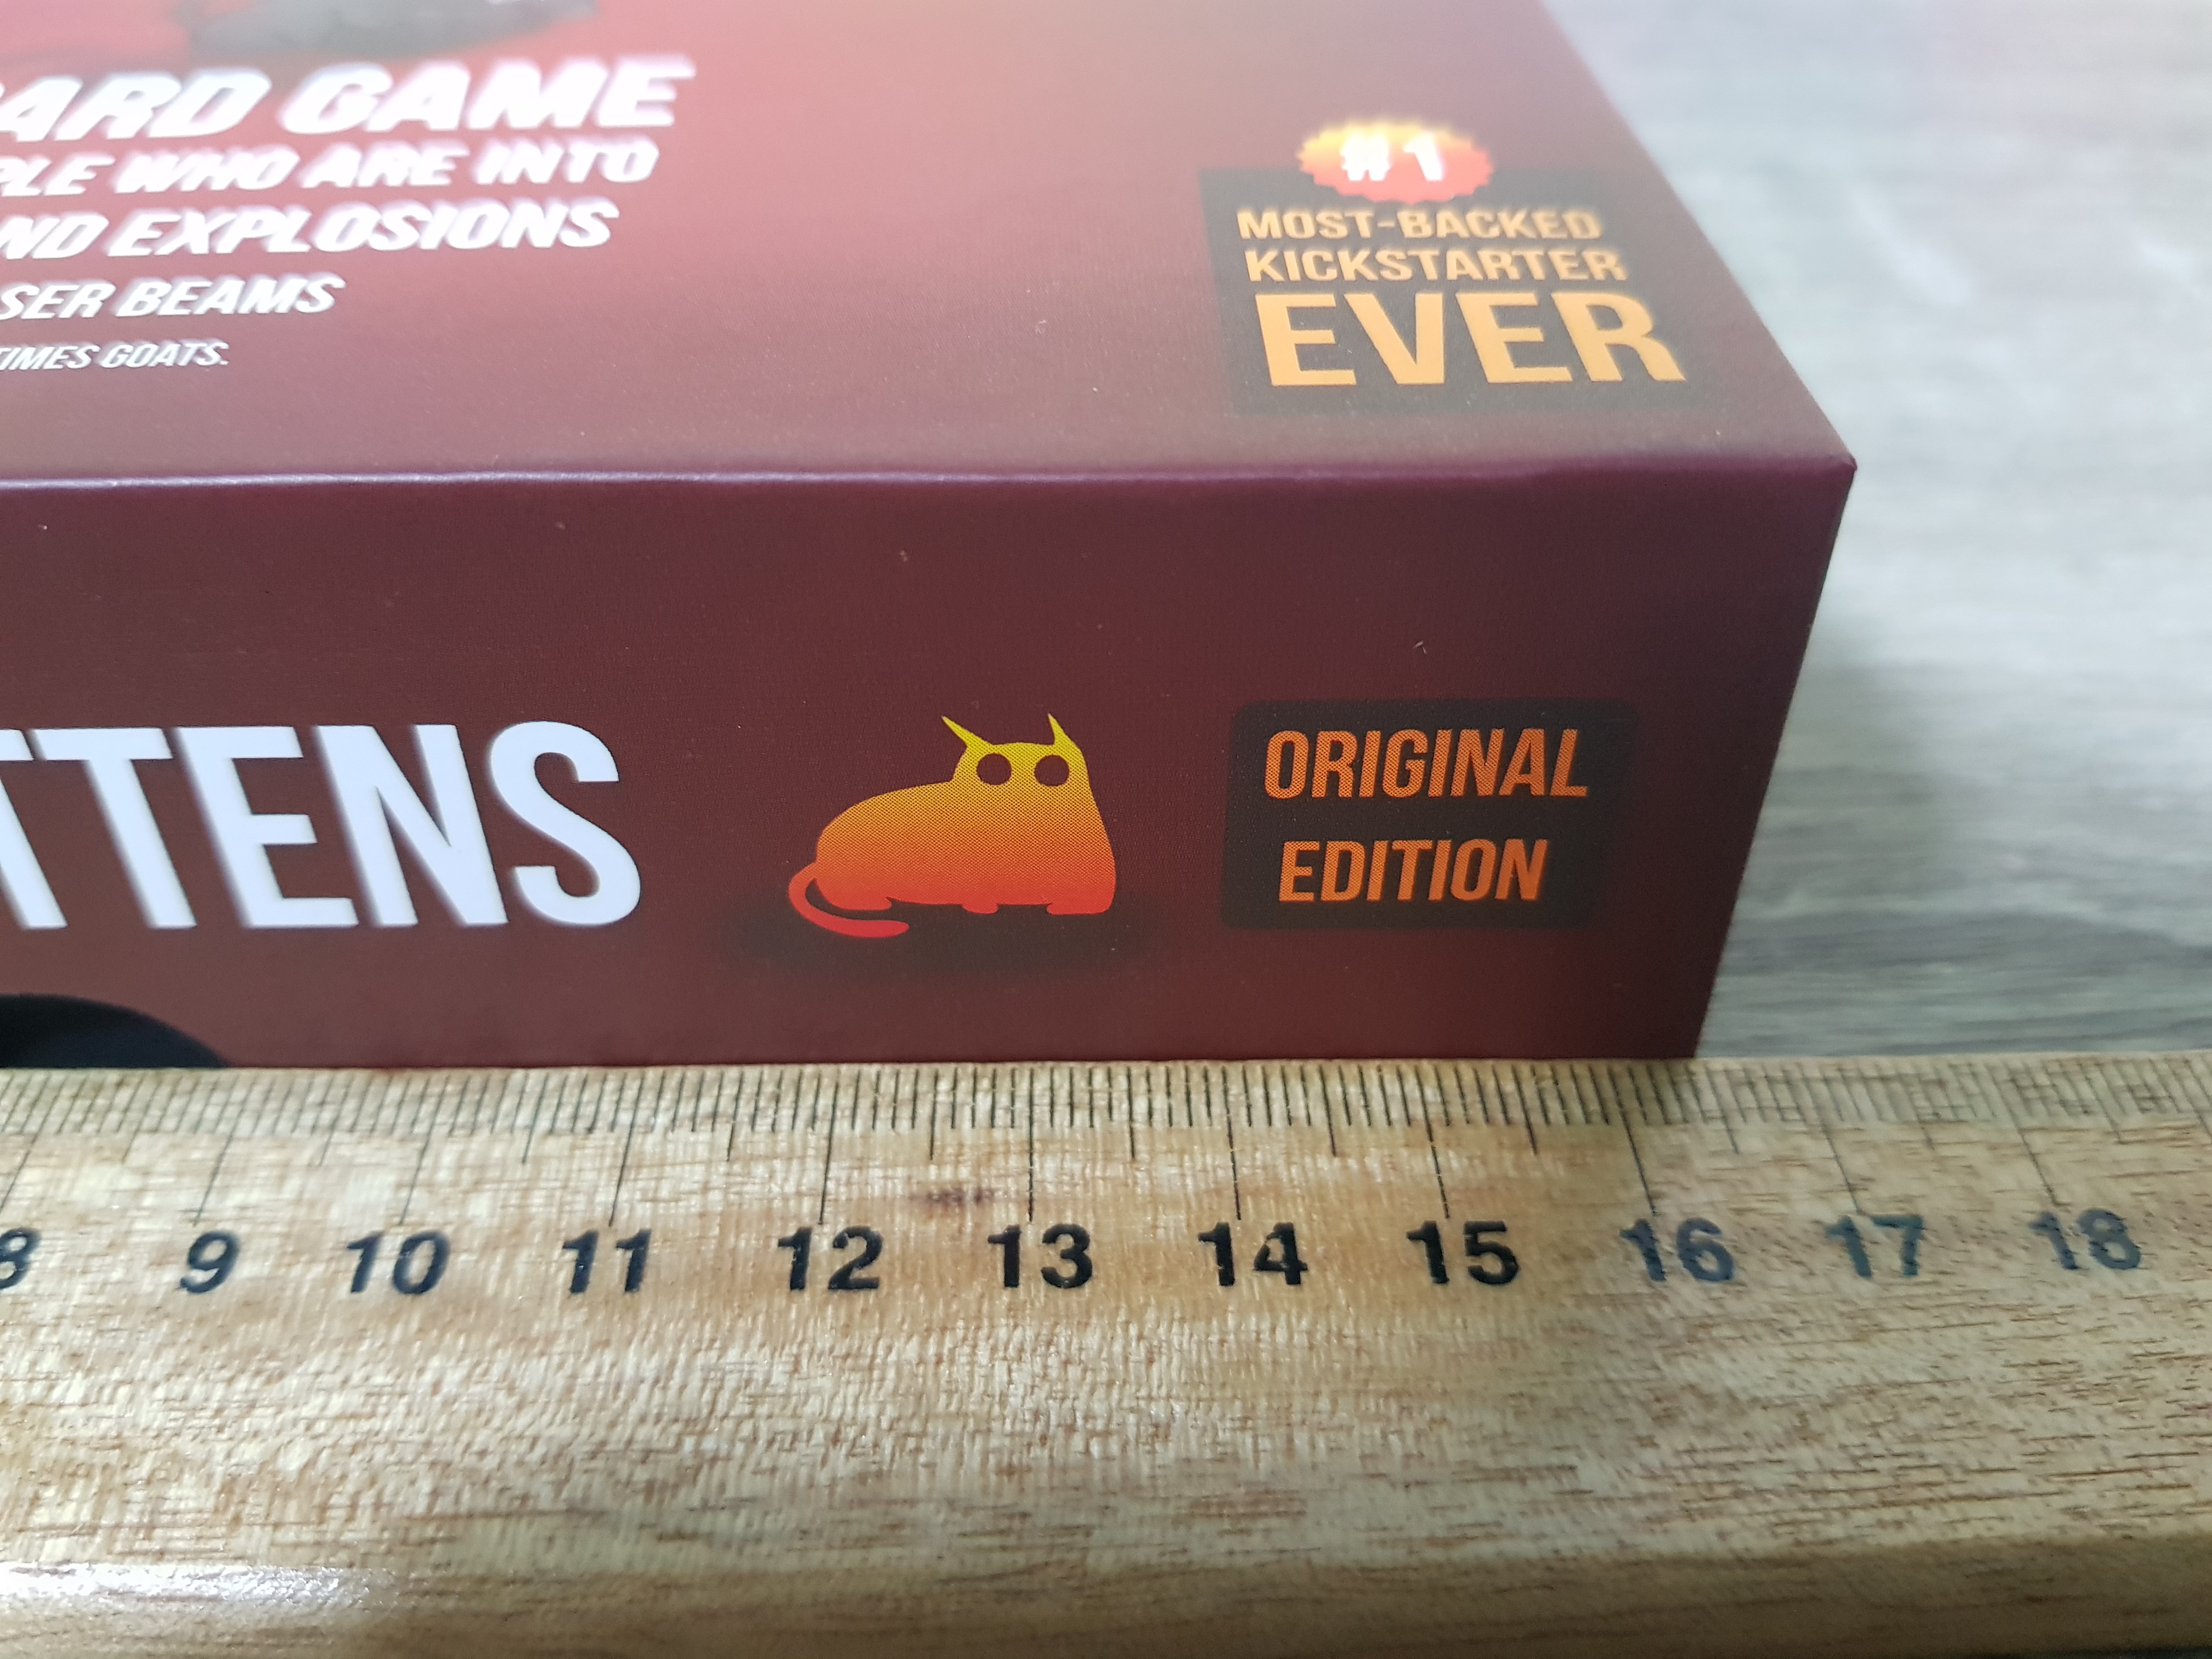 ARD GAME
PLE WHO ARE INTO
ND EXPLOSIONS
SER BEAMS
TIMES GOATS.
#1
MOST-BACKED
KICKSTARTER
EVER
TTENS
ORIGINAL
EDITION
8 9 10 11 12 13 14 15 16 17 18